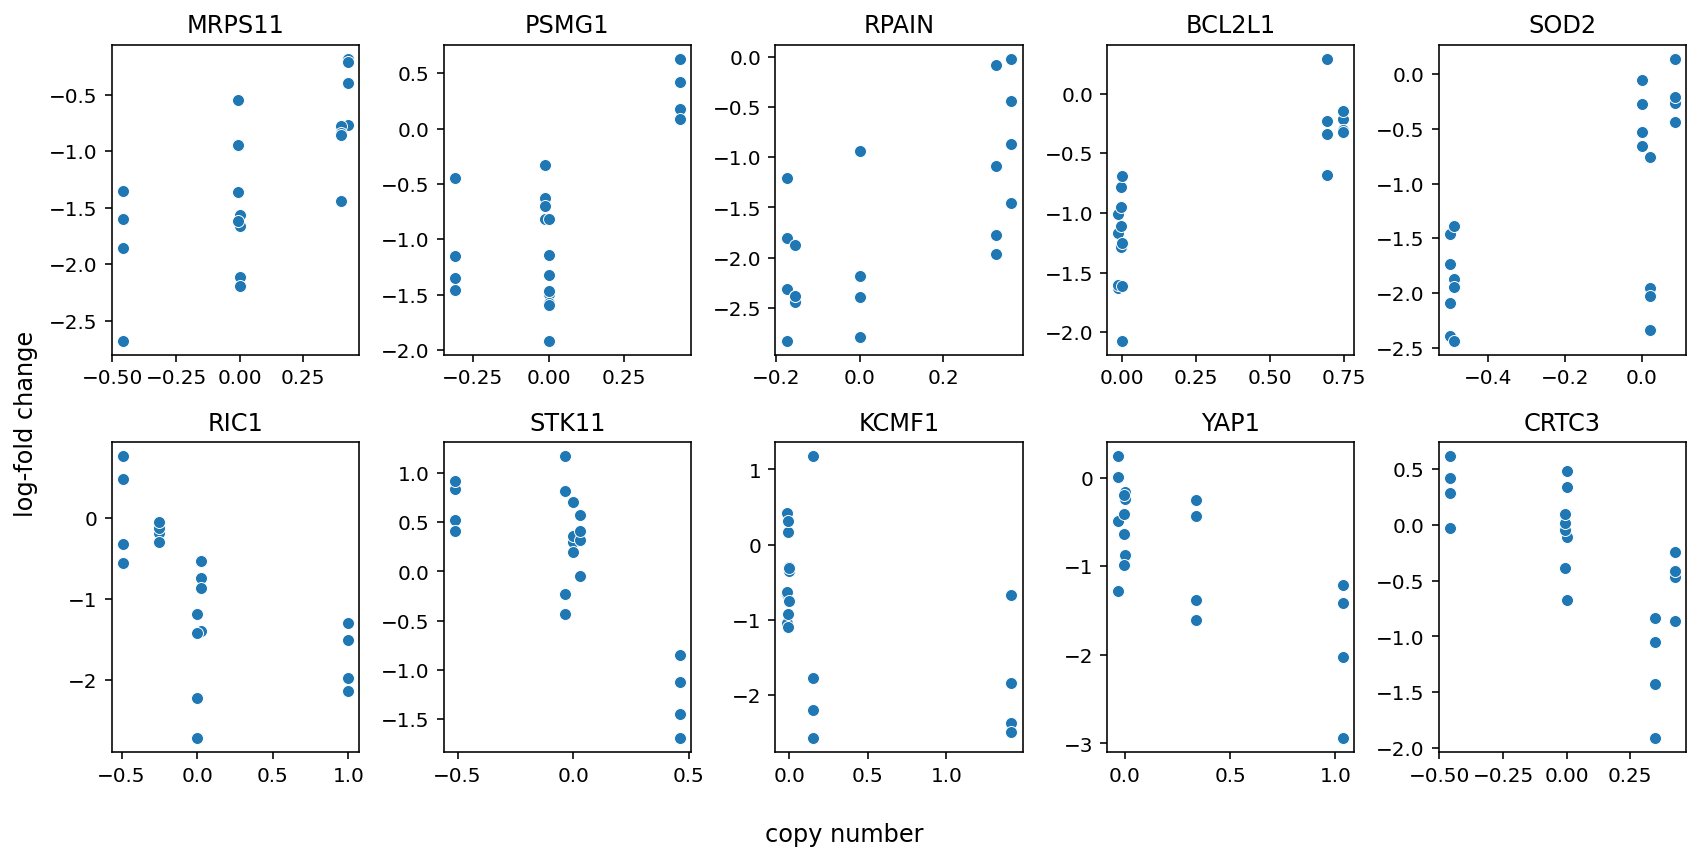 MRPS11 PSMG1 RPAIN BCL2L1 SOD2
−0.5 −1.0 −1.5 −2.0 −2.5
0.5 0.0 −0.5 −1.0 −1.5 −2.0
0.0 −0.5 −1.0 −1.5 −2.0 −2.5
0.0 −0.5 −1.0 −1.5 −2.0
0.0 −0.5 −1.0 −1.5 −2.0 −2.5
−0.50 −0.25 0.00 0.25
−0.25 0.00 0.25
−0.2 0.0 0.2
0.00 0.25 0.50 0.75
−0.4 −0.2 0.0
log-fold change
RIC1 STK11 KCMF1 YAP1 CRTC3
0 −1 −2
1.0 0.5 0.0 −0.5 −1.0 −1.5
1 0 −1 −2
0 −1 −2 −3
0.5 0.0 −0.5 −1.0 −1.5 −2.0
−0.5 0.0 0.5 1.0
−0.5 0.0 0.5
0.0 0.5 1.0
0.0 0.5 1.0
−0.50 −0.25 0.00 0.25
copy number